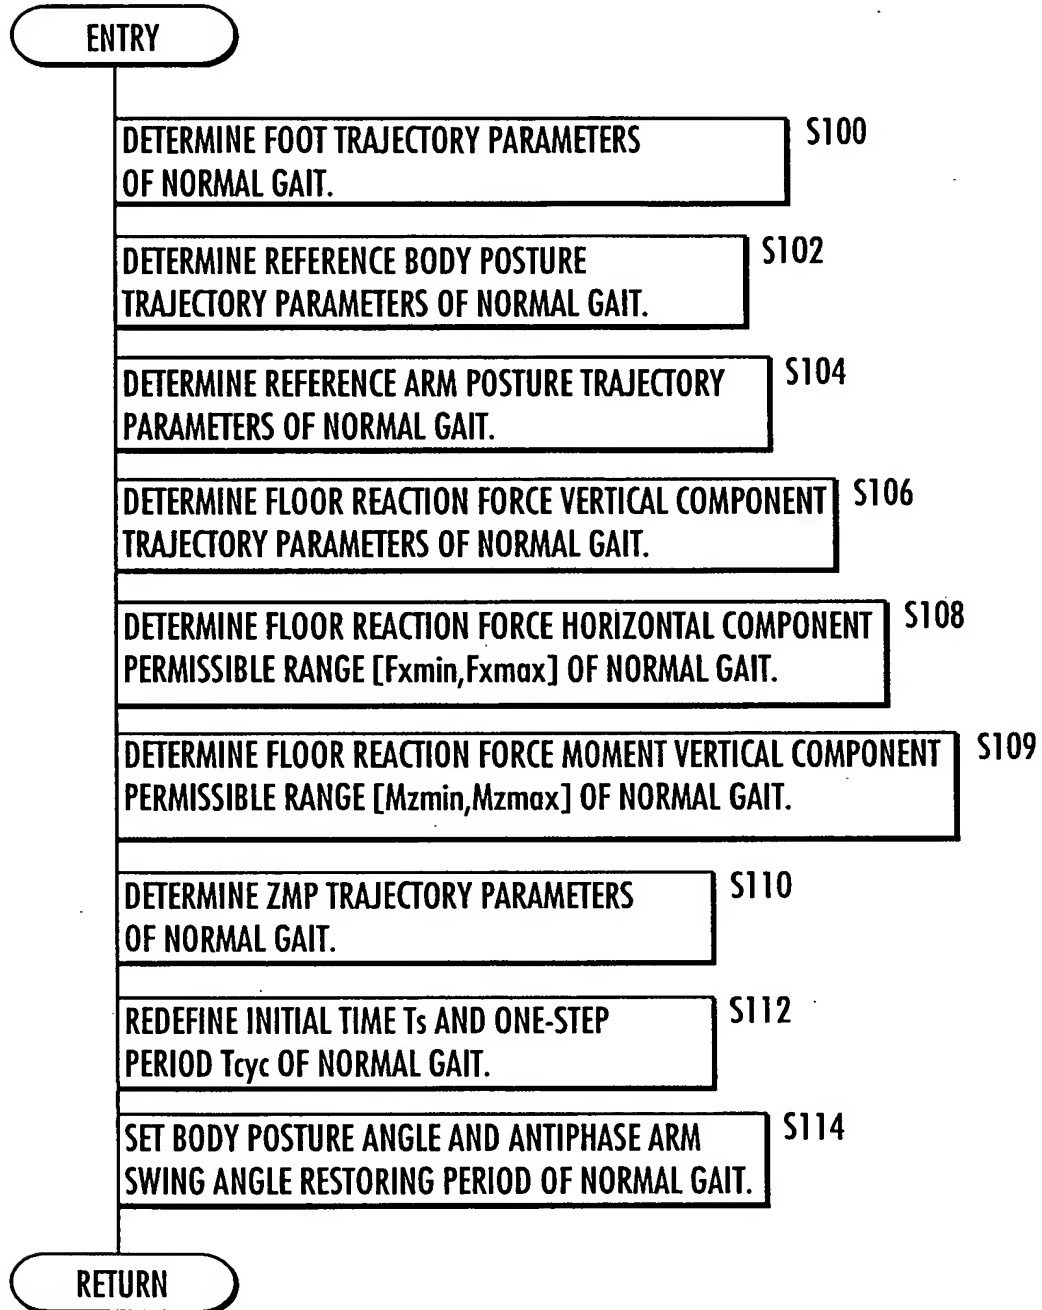 ENTRY
DETERMINE FOOT TRAJECTORY PARAMETERS
OF NORMAL GAIT.
S100
DETERMINE REFERENCE BODY POSTURE
TRAJECTORY PARAMETERS OF NORMAL GAIT.
S102
DETERMINE REFERENCE ARM POSTURE TRAJECTORY
PARAMETERS OF NORMAL GAIT.
S104
DETERMINE FLOOR REACTION FORCE VERTICAL COMPONENT
TRAJECTORY PARAMETERS OF NORMAL GAIT.
S106
DETERMINE FLOOR REACTION FORCE HORIZONTAL COMPONENT
PERMISSIBLE RANGE [Fxmin,Fxmax] OF NORMAL GAIT.
S108
DETERMINE FLOOR REACTION FORCE MOMENT VERTICAL COMPONENT
PERMISSIBLE RANGE [Mzmin,Mzmax] OF NORMAL GAIT.
S109
DETERMINE ZMP TRAJECTORY PARAMETERS
OF NORMAL GAIT.
S110
REDEFINE INITIAL TIME Ts AND ONE-STEP
PERIOD Tcyc OF NORMAL GAIT.
S112
SET BODY POSTURE ANGLE AND ANTIPHASE ARM
SWING ANGLE RESTORING PERIOD OF NORMAL GAIT.
S114
RETURN